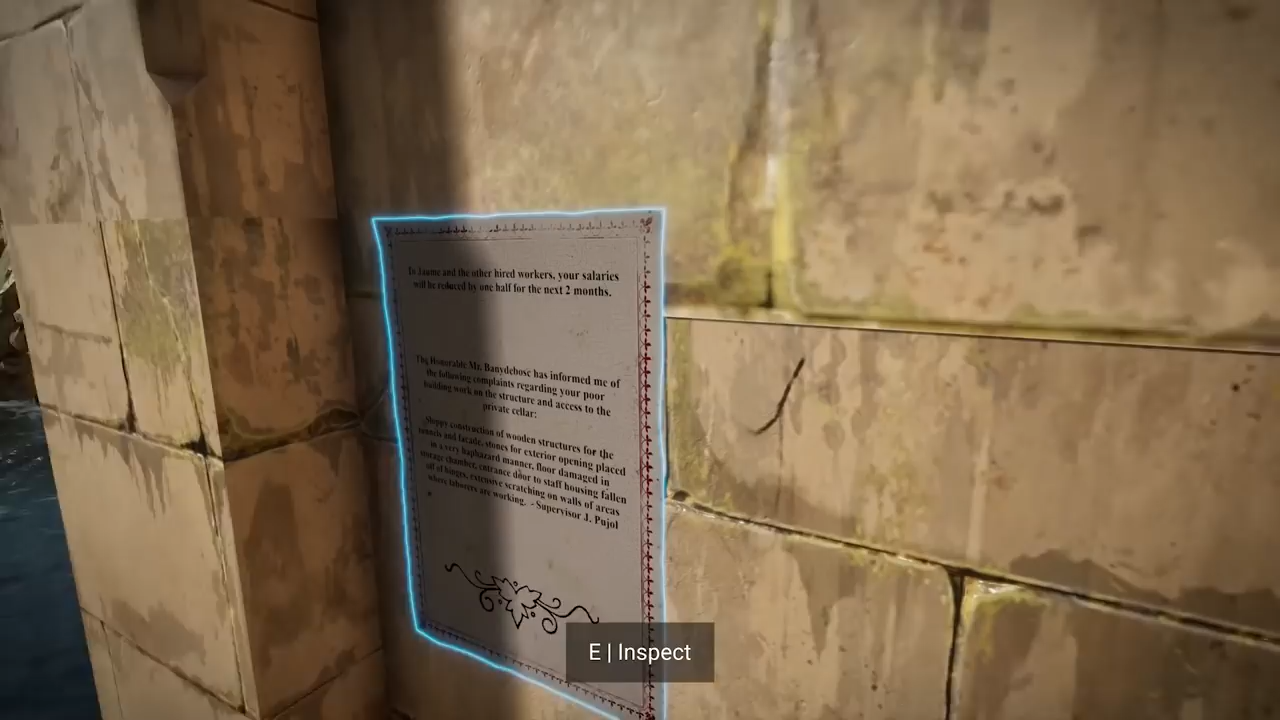 To Jaume and the other hired workers, your salaries
will be reduced by one half for the next 2 months.
The Honorable Mr. Banydebosc has informed me of
the following complaints regarding your poor
building work on the structure and access to the
private cellar:
Sloppy construction of wooden structures for the
tunnels and facade, stones for exterior opening placed
in a very haphazard manner, floor damaged in
storage chamber, entrance door to staff housing fallen
off of hinges, extensive scratching on walls of areas
where laborers are working. - Supervisor J. Pujol
E | Inspect